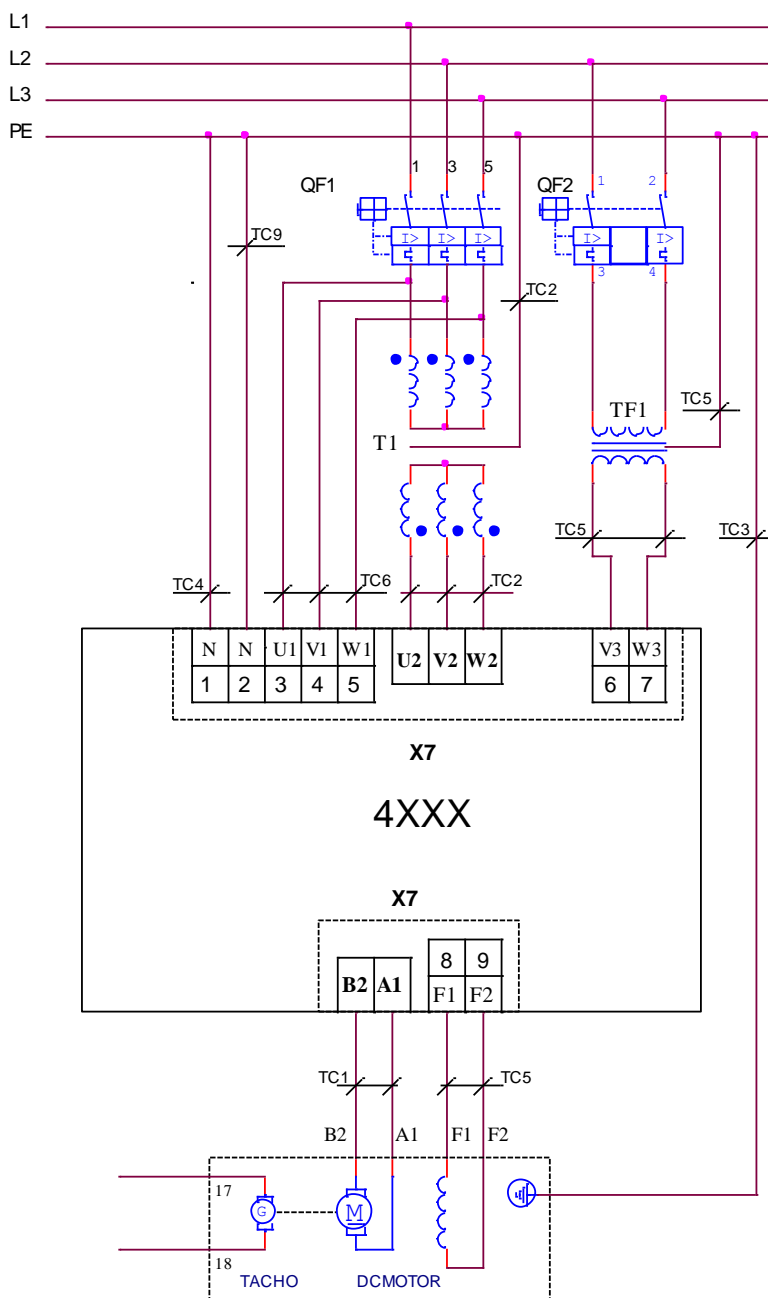 L1
L2
L3
PE
QF1
1 3 5
QF2
1 2
TC9
I> I> I>
I> I>
3 4
TC2
T1
TF1
TC5
TC4
TC6
TC2
TC5
TC3
N N U1 V1 W1
U2 V2 W2
V3 W3
1 2 3 4 5
6 7
X7
4XXX
X7
8 9
B2 A1
F1 F2
TC1
TC5
B2 A1 F1 F2
17
G
M
18
TACHO
DCMOTOR